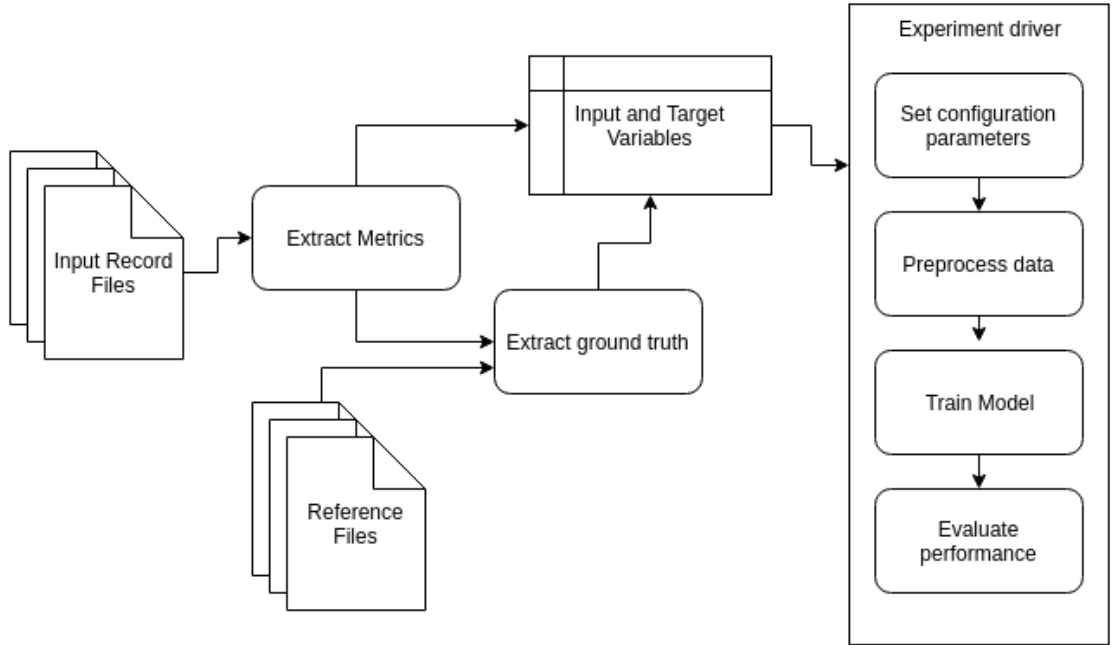 Experiment driver
Input and Target
Variables
Set configuration
parameters
Input Record
Files
Extract Metrics
Preprocess data
Extract ground truth
Train Model
Reference
Files
Evaluate
performance